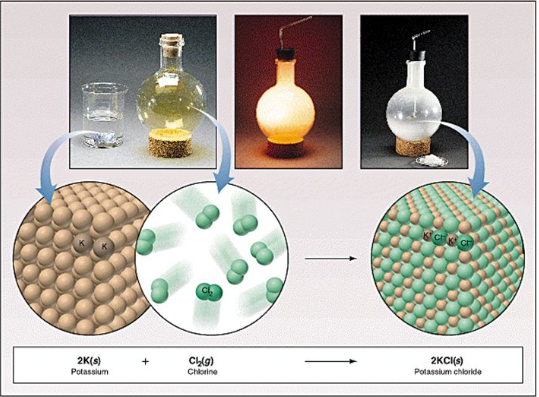 K K
Cl₂
K⁺ Cl⁻ K⁺ Cl⁻
2K(s) + Cl₂(g) 2KCl(s)
Potassium Chlorine Potassium chloride